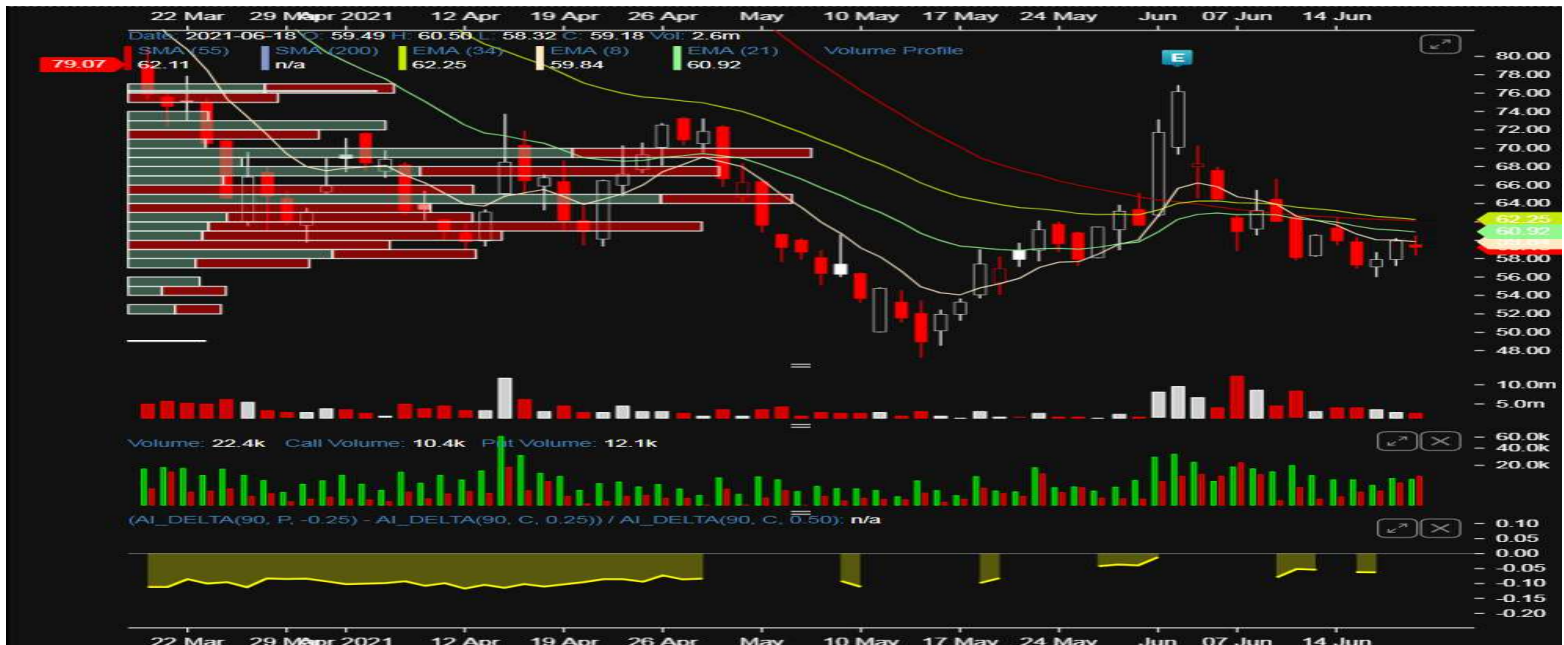 22 Mar 29 Mar Apr 2021 12 Apr 19 Apr 26 Apr May 10 May 17 May 24 May Jun 07 Jun 14 Jun
Date: 2021-06-18 O: 59.49 H: 60.50 L: 58.32 C: 59.18 Vol: 2.6m
SMA (55) SMA (200) EMA (34) EMA (8) EMA (21) Volume Profile
62.11 n/a 62.25 59.84 60.92
79.07
E
80.00
78.00
76.00
74.00
72.00
70.00
68.00
66.00
64.00
62.25
60.92
58.00
56.00
54.00
52.00
50.00
48.00
10.0m
5.0m
Volume: 22.4k Call Volume: 10.4k Put Volume: 12.1k
60.0k
40.0k
20.0k
(AI_DELTA(90, P, -0.25) - AI_DELTA(90, C, 0.25)) / AI_DELTA(90, C, 0.50): n/a
0.10
0.05
0.00
-0.05
-0.10
-0.15
-0.20
22 Mar 29 Mar Apr 2021 12 Apr 19 Apr 26 Apr May 10 May 17 May 24 May Jun 07 Jun 14 Jun